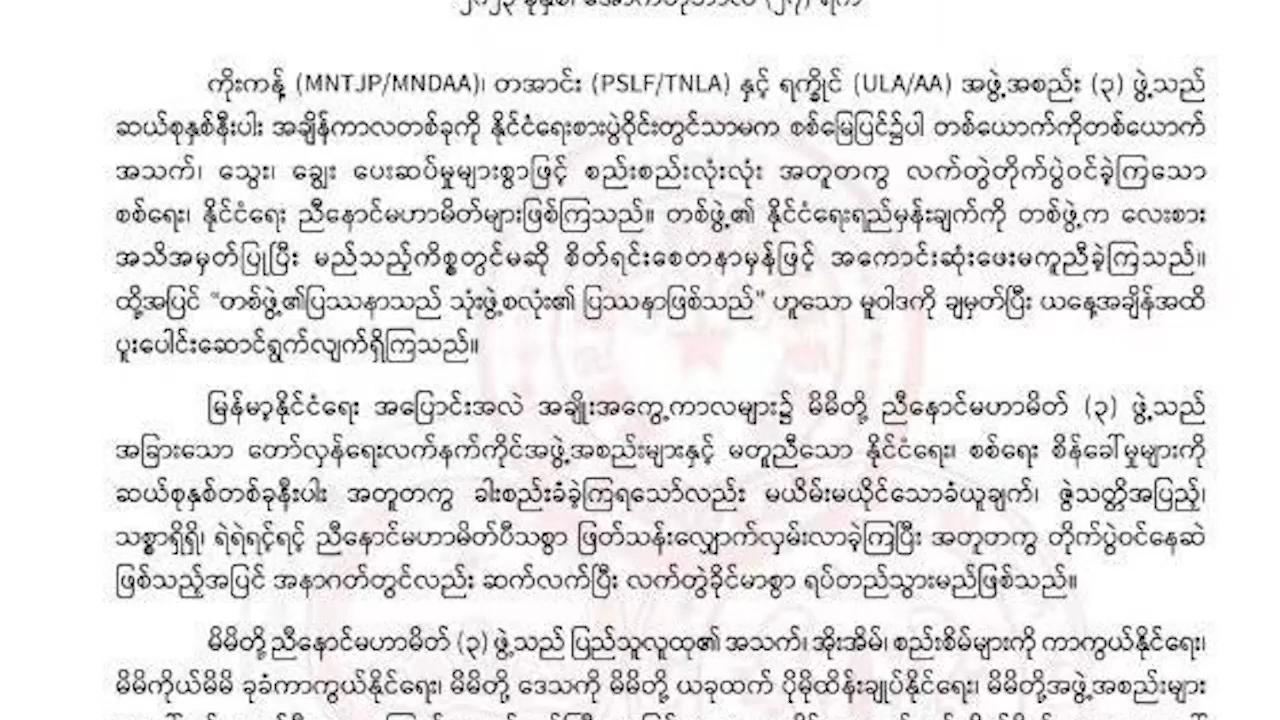 ၂၀၂၃ ခုနှစ်၊ အောက်တိုဘာလ (၂၇) ရက်
ကိုးကန့် (MNTJP/MNDAA)၊ တအာင်း (PSLF/TNLA) နှင့် ရက္ခိုင် (ULA/AA) အဖွဲ့အစည်း (၃) ဖွဲ့သည်
ဆယ်စုနှစ်နီးပါး အချိန်ကာလတစ်ခုကို နိုင်ငံရေးစားပွဲဝိုင်းတွင်သာမက စစ်မြေပြင်၌ပါ တစ်ယောက်ကိုတစ်ယောက်
အသက်၊ သွေး၊ ချွေး ပေးဆပ်မှုများစွာဖြင့် စည်းစည်းလုံးလုံး အတူတကွ လက်တွဲတိုက်ပွဲဝင်ခဲ့ကြသော
စစ်ရေး၊ နိုင်ငံရေး ညီနောင်မဟာမိတ်များဖြစ်ကြသည်။ တစ်ဖွဲ့၏ နိုင်ငံရေးရည်မှန်းချက်ကို တစ်ဖွဲ့က လေးစား
အသိအမှတ်ပြုပြီး မည်သည့်ကိစ္စတွင်မဆို စိတ်ရင်းစေတနာမှန်ဖြင့် အကောင်းဆုံးဖေးမကူညီခဲ့ကြသည်။
ထို့အပြင် “တစ်ဖွဲ့၏ပြဿနာသည် သုံးဖွဲ့စလုံး၏ ပြဿနာဖြစ်သည်” ဟူသော မူဝါဒကို ချမှတ်ပြီး ယနေ့အချိန်အထိ
ပူးပေါင်းဆောင်ရွက်လျက်ရှိကြသည်။
မြန်မာ့နိုင်ငံရေး အပြောင်းအလဲ အချိုးအကွေ့ကာလများ၌ မိမိတို့ ညီနောင်မဟာမိတ် (၃) ဖွဲ့သည်
အခြားသော တော်လှန်ရေးလက်နက်ကိုင်အဖွဲ့အစည်းများနှင့် မတူညီသော နိုင်ငံရေး၊ စစ်ရေး စိန်ခေါ်မှုများကို
ဆယ်စုနှစ်တစ်ခုနီးပါး အတူတကွ ခါးစည်းခံခဲ့ကြရသော်လည်း မယိမ်းမယိုင်သောခံယူချက်၊ ဇွဲသတ္တိအပြည့်၊
သစ္စာရှိရှိ၊ ရဲရဲရင့်ရင့် ညီနောင်မဟာမိတ်ပီသစွာ ဖြတ်သန်းလျှောက်လှမ်းလာခဲ့ကြပြီး အတူတကွ တိုက်ပွဲဝင်နေဆဲ
ဖြစ်သည့်အပြင် အနာဂတ်တွင်လည်း ဆက်လက်ပြီး လက်တွဲခိုင်မာစွာ ရပ်တည်သွားမည်ဖြစ်သည်။
မိမိတို့ ညီနောင်မဟာမိတ် (၃) ဖွဲ့သည် ပြည်သူလူထု၏ အသက်၊ အိုးအိမ်၊ စည်းစိမ်များကို ကာကွယ်နိုင်ရေး၊
မိမိကိုယ်မိမိ ခုခံကာကွယ်နိုင်ရေး၊ မိမိတို့ ဒေသကို မိမိတို့ ယခုထက် ပိုမိုထိန်းချုပ်နိုင်ရေး၊ မိမိတို့အဖွဲ့အစည်းများ